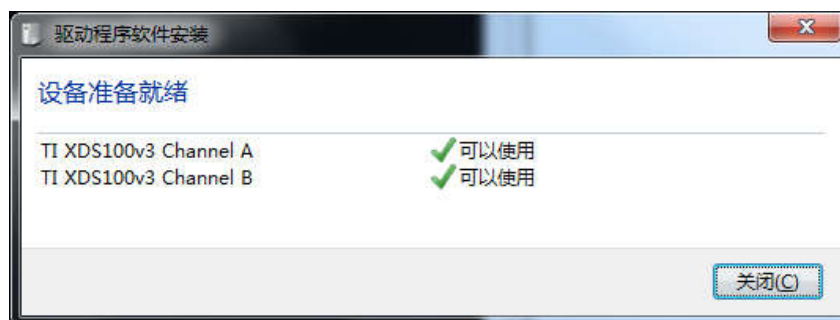 驱动程序软件安装
设备准备就绪
TI XDS100v3 Channel A 可以使用
TI XDS100v3 Channel B 可以使用
关闭(C)